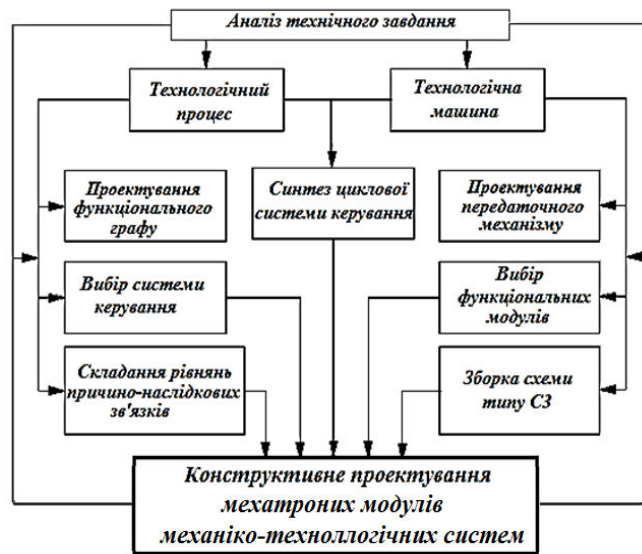 Аналіз технічного завдання
Технологічний
процес
Технологічна
машина
Проектування
функціонального
графу
Синтез циклової
системи керування
Проектування
передаточного
механізму
Вибір системи
керування
Вибір
функціональних
модулів
Складання рівнянь
причино-наслідкових
зв'язків
Зборка схеми
типу СЗ
Конструктивне проектування
мехатроних модулів
механіко-техноллогічних систем